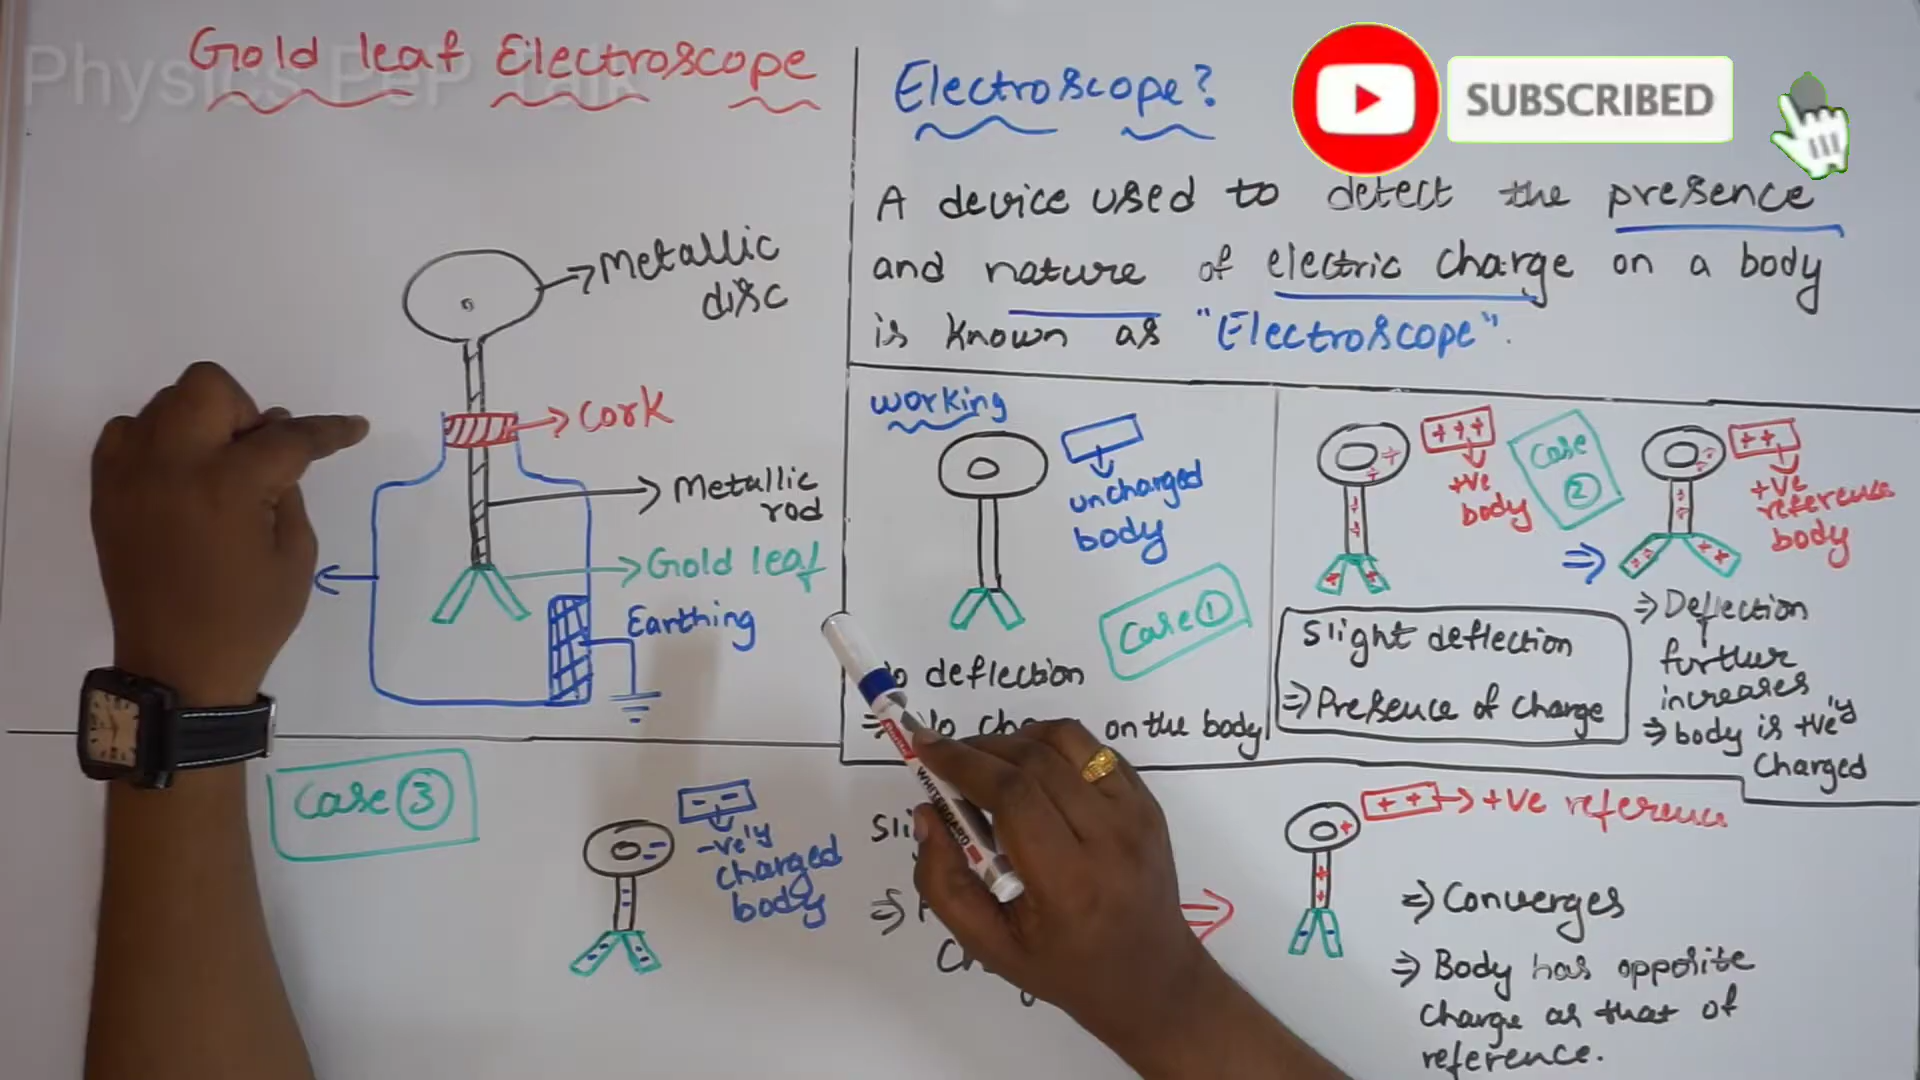 Physics PeP Talk
Gold leaf Electroscope
Metallic
disc
Cork
Metallic
rod
Gold leaf
Earthing
Electroscope?
SUBSCRIBED
A device used to detect the presence
and nature of electric charge on a body
is known as "Electroscope".
working
uncharged
body
Case 1
deflection
on the body
+++
+ve
body
Case
2
++
+ve
reference
body
Slight deflection
⇒ Presence of charge
⇒ Deflection
further
increases
⇒ body is +ve'ly
Charged
Case 3
- -
-ve'ly
charged
body
WHITEBOARD
++ → +ve reference
⇒ Converges
⇒ Body has opposite
charge as that of
reference.